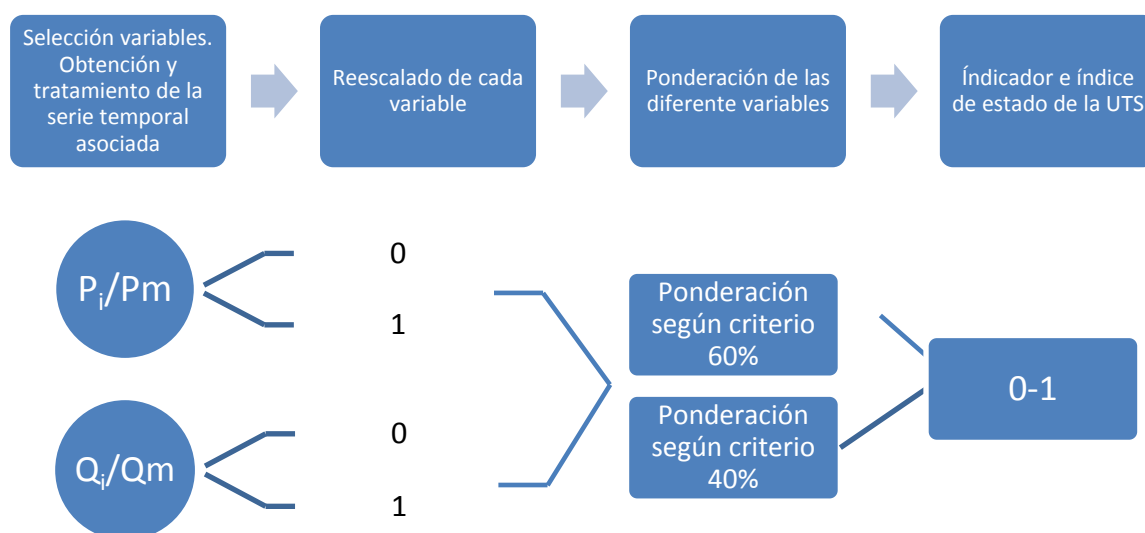 Selección variables.
Obtención y
tratamiento de la
serie temporal
asociada
Reescalado de cada
variable
Ponderación de las
diferente variables
Índicador e índice
de estado de la UTS
Pi/Pm
0
1
Qi/Qm
0
1
Ponderación
según criterio
60%
Ponderación
según criterio
40%
0-1